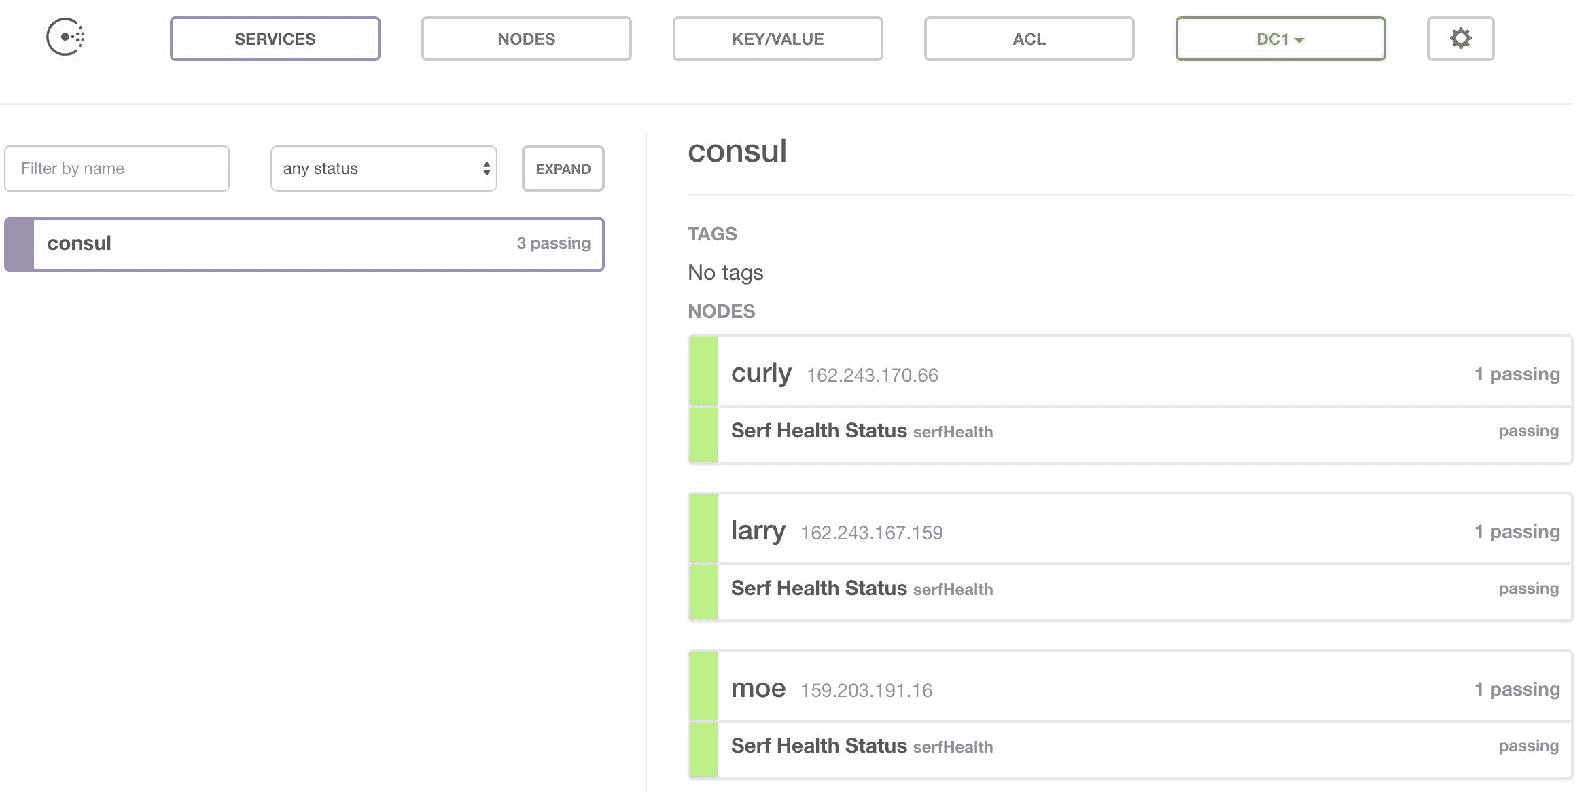 SERVICES NODES KEY/VALUE ACL DC1
Filter by name any status EXPAND
consul 3 passing
consul
TAGS
No tags
NODES
curly 162.243.170.66 1 passing
Serf Health Status serfHealth passing
larry 162.243.167.159 1 passing
Serf Health Status serfHealth passing
moe 159.203.191.16 1 passing
Serf Health Status serfHealth passing